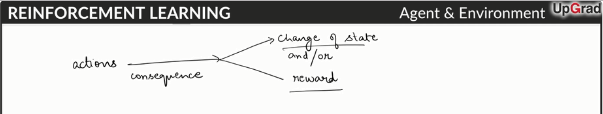 REINFORCEMENT LEARNING
Agent & Environment
UpGrad
change of state
and/or
actions
consequence
reward